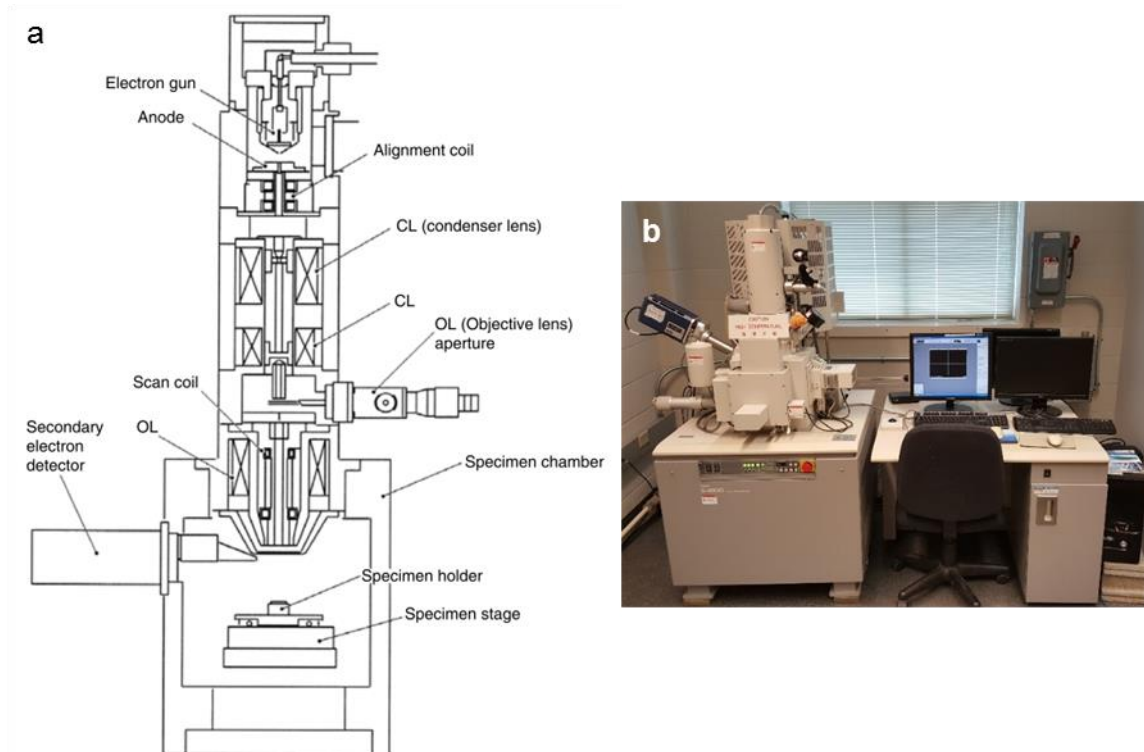 a
Electron gun
Anode
Alignment coil
CL (condenser lens)
CL
OL (Objective lens)
aperture
Scan coil
OL
Secondary
electron
detector
Specimen chamber
Specimen holder
Specimen stage
b